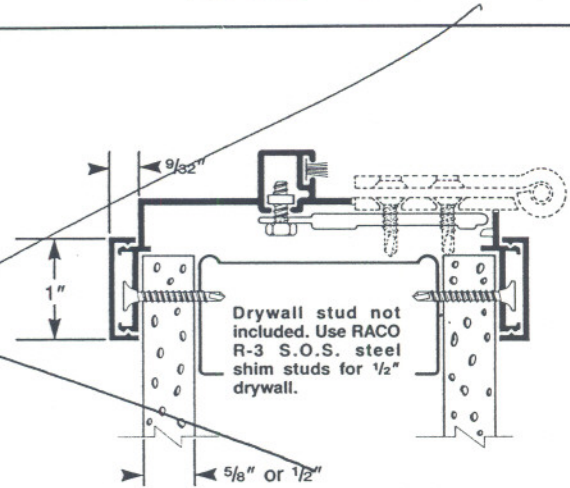 9/32"
1"
Drywall stud not
included. Use RACO
R-3 S.O.S. steel
shim studs for 1/2"
drywall.
5/8" or 1/2"